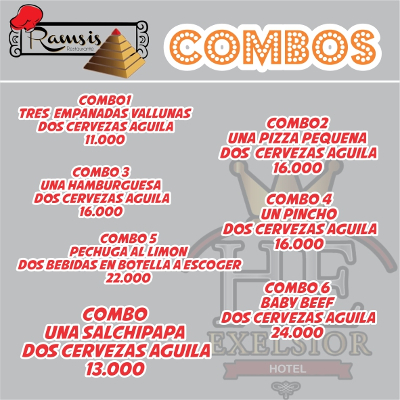 Ramsis
Restaurante
COMBOS
COMBO1
TRES EMPANADAS VALLUNAS
DOS CERVEZAS AGUILA
11.000
COMBO2
UNA PIZZA PEQUENA
DOS CERVEZAS AGUILA
16.000
COMBO 3
UNA HAMBURGUESA
DOS CERVEZAS AGUILA
16.000
COMBO 4
UN PINCHO
DOS CERVEZAS AGUILA
16.000
COMBO 5
PECHUGA AL LIMON
DOS BEBIDAS EN BOTELLA A ESCOGER
22.000
COMBO 6
BABY BEEF
DOS CERVEZAS AGUILA
24.000
COMBO
UNA SALCHIPAPA
DOS CERVEZAS AGUILA
13.000
HE
EXELSIOR
HOTEL